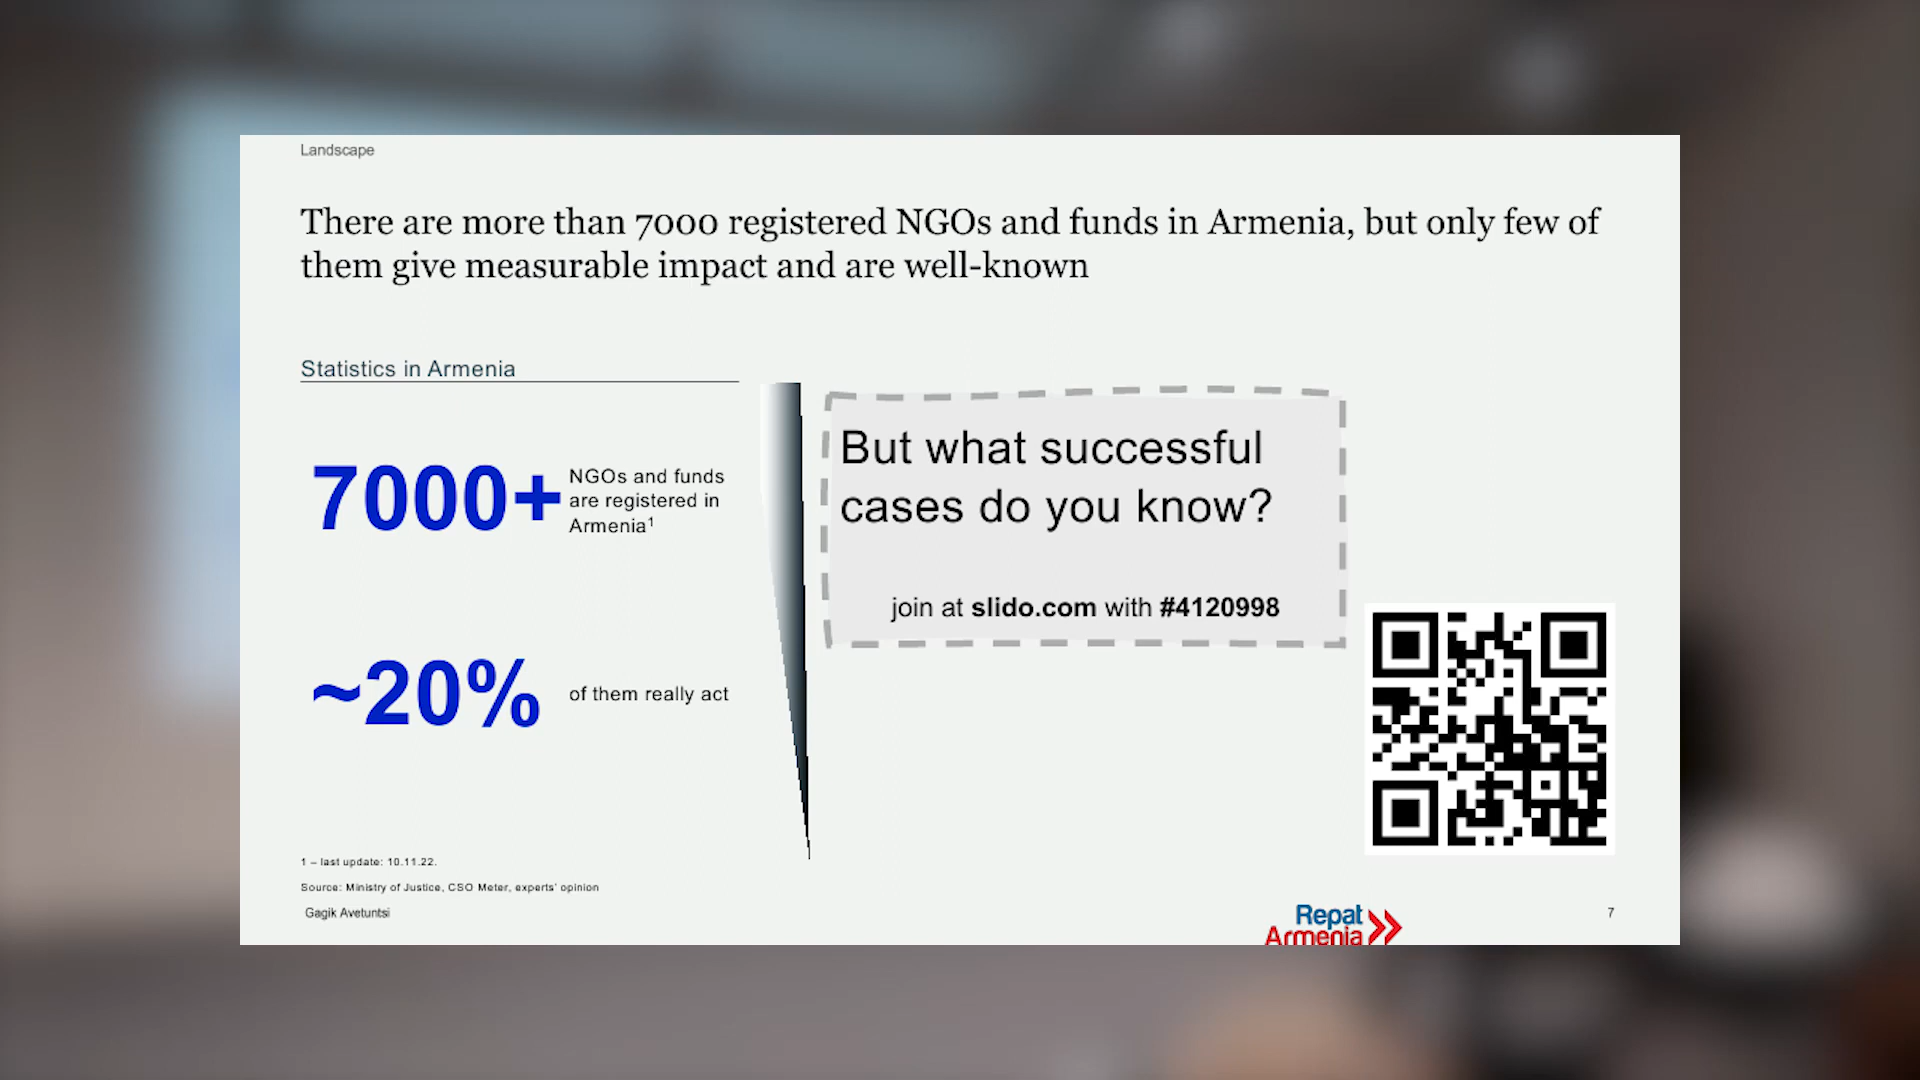 Landscape
There are more than 7000 registered NGOs and funds in Armenia, but only few of
them give measurable impact and are well-known
Statistics in Armenia
7000+
NGOs and funds
are registered in
Armenia¹
~20%
of them really act
But what successful
cases do you know?
join at slido.com with #4120998
1 – last update: 10.11.22.
Source: Ministry of Justice, CSO Meter, experts' opinion
Gagik Avetuntsi
Repat
Armenia
7